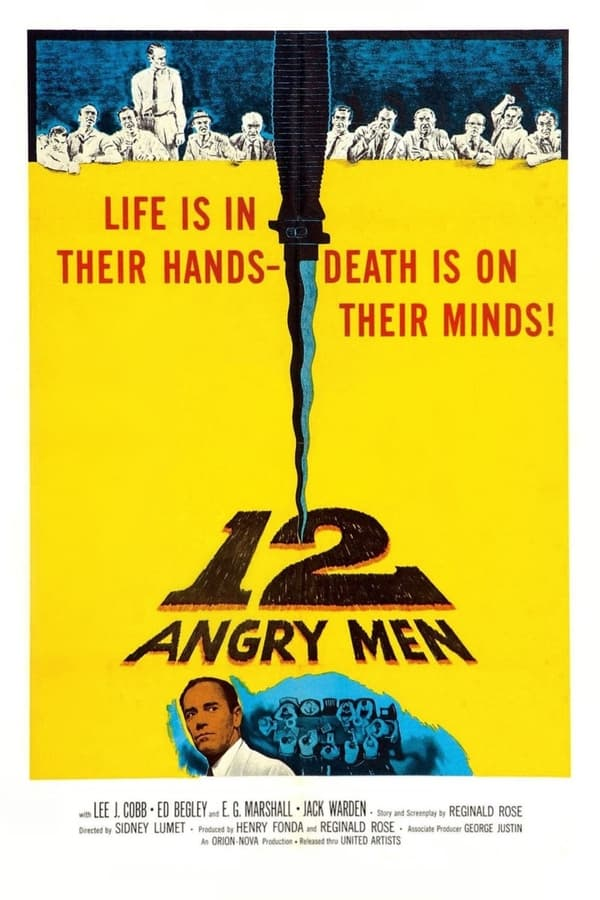 LIFE IS IN
THEIR HANDS- DEATH IS ON
THEIR MINDS!
12
ANGRY MEN
with LEE J. COBB • ED BEGLEY and E. G. MARSHALL • JACK WARDEN • Story and Screenplay by REGINALD ROSE
Directed by SIDNEY LUMET • Produced by HENRY FONDA and REGINALD ROSE • Associate Producer GEORGE JUSTIN
An ORION-NOVA Production • Released thru UNITED ARTISTS